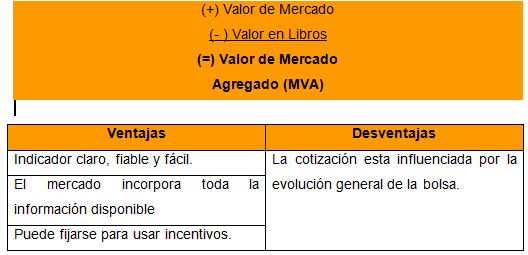 (+) Valor de Mercado
(- ) Valor en Libros
(=) Valor de Mercado
Agregado (MVA)
Ventajas
Desventajas
Indicador claro, fiable y fácil.
El mercado incorpora toda la
información disponible
Puede fijarse para usar incentivos.
La cotización esta influenciada por la
evolución general de la bolsa.